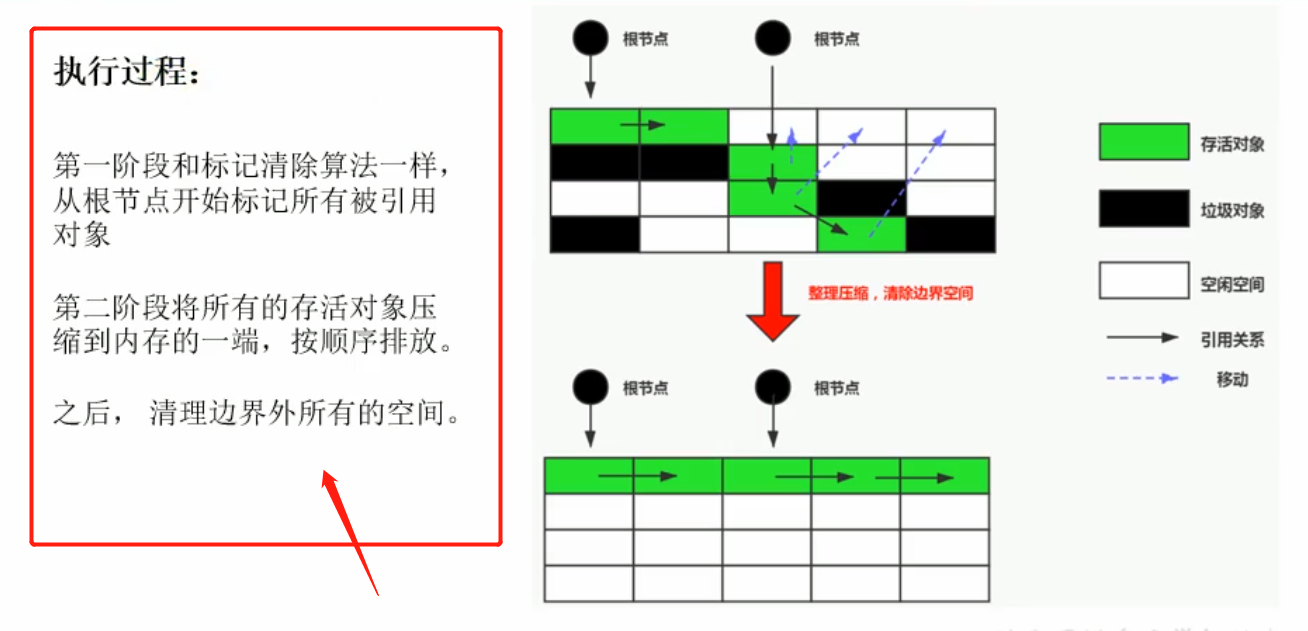 执行过程：
第一阶段和标记清除算法一样，
从根节点开始标记所有被引用
对象
第二阶段将所有的存活对象压
缩到内存的一端，按顺序排放。
之后， 清理边界外所有的空间。
根节点
根节点
整理压缩，清除边界空间
根节点
根节点
存活对象
垃圾对象
空闲空间
引用关系
移动